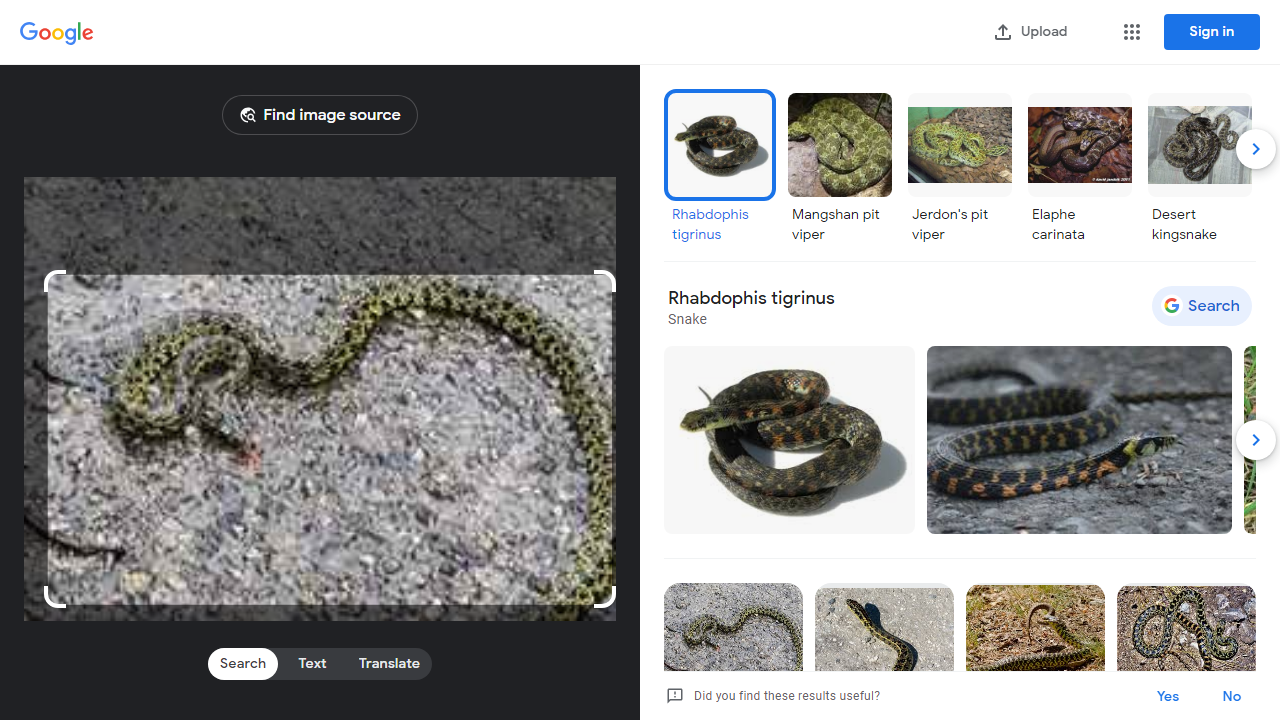 Google
Upload
Sign in
Find image source
Rhabdophis
tigrinus
Mangshan pit
viper
Jerdon's pit
viper
Elaphe
carinata
Desert
kingsnake
Rhabdophis tigrinus
Snake
Search
Search
Text
Translate
Did you find these results useful?
Yes
No